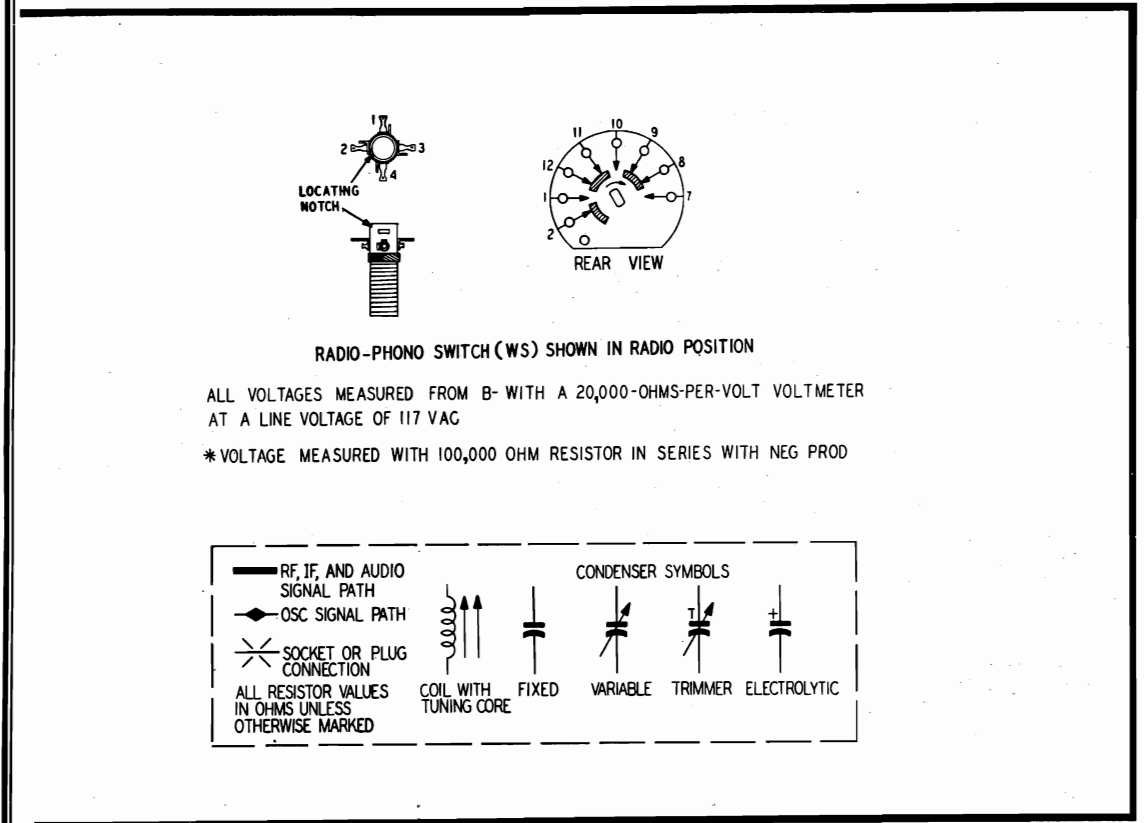 1
2 3
4
LOCATING
NOTCH
10
11 9
12 8
1 7
2
REAR VIEW
RADIO-PHONO SWITCH (WS) SHOWN IN RADIO POSITION
ALL VOLTAGES MEASURED FROM B- WITH A 20,000-OHMS-PER-VOLT VOLTMETER
AT A LINE VOLTAGE OF 117 VAC
*VOLTAGE MEASURED WITH 100,000 OHM RESISTOR IN SERIES WITH NEG PROD
RF, IF, AND AUDIO
SIGNAL PATH
OSC SIGNAL PATH
SOCKET OR PLUG
CONNECTION
ALL RESISTOR VALUES
IN OHMS UNLESS
OTHERWISE MARKED
CONDENSER SYMBOLS
T
+
COIL WITH
TUNING CORE
FIXED
VARIABLE
TRIMMER
ELECTROLYTIC